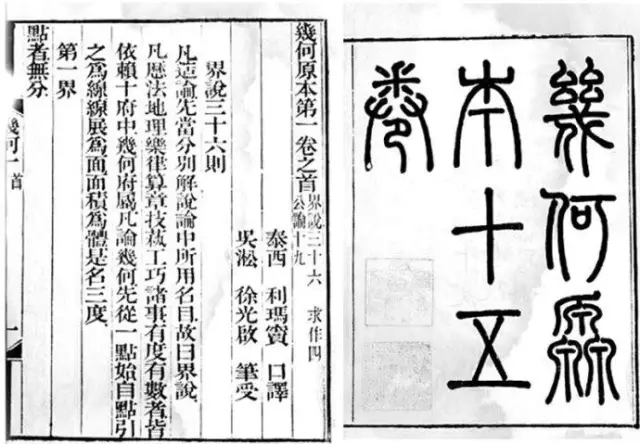 幾何原
本十五
卷
幾何原本第一卷之首 界說三十六 求作四
公論十九
泰西 利瑪竇 口譯
吳淞 徐光啟 筆受
界說三十六則
凡造論先當分別解說論中所用名目故曰界說
凡歷法地理樂律算章技藝工巧諸事有度有數者皆
依賴十府中幾何府屬凡論幾何先從一點始自點引
之為線線展為面面積為體是名三度
第一界
點者無分
幾何一 首